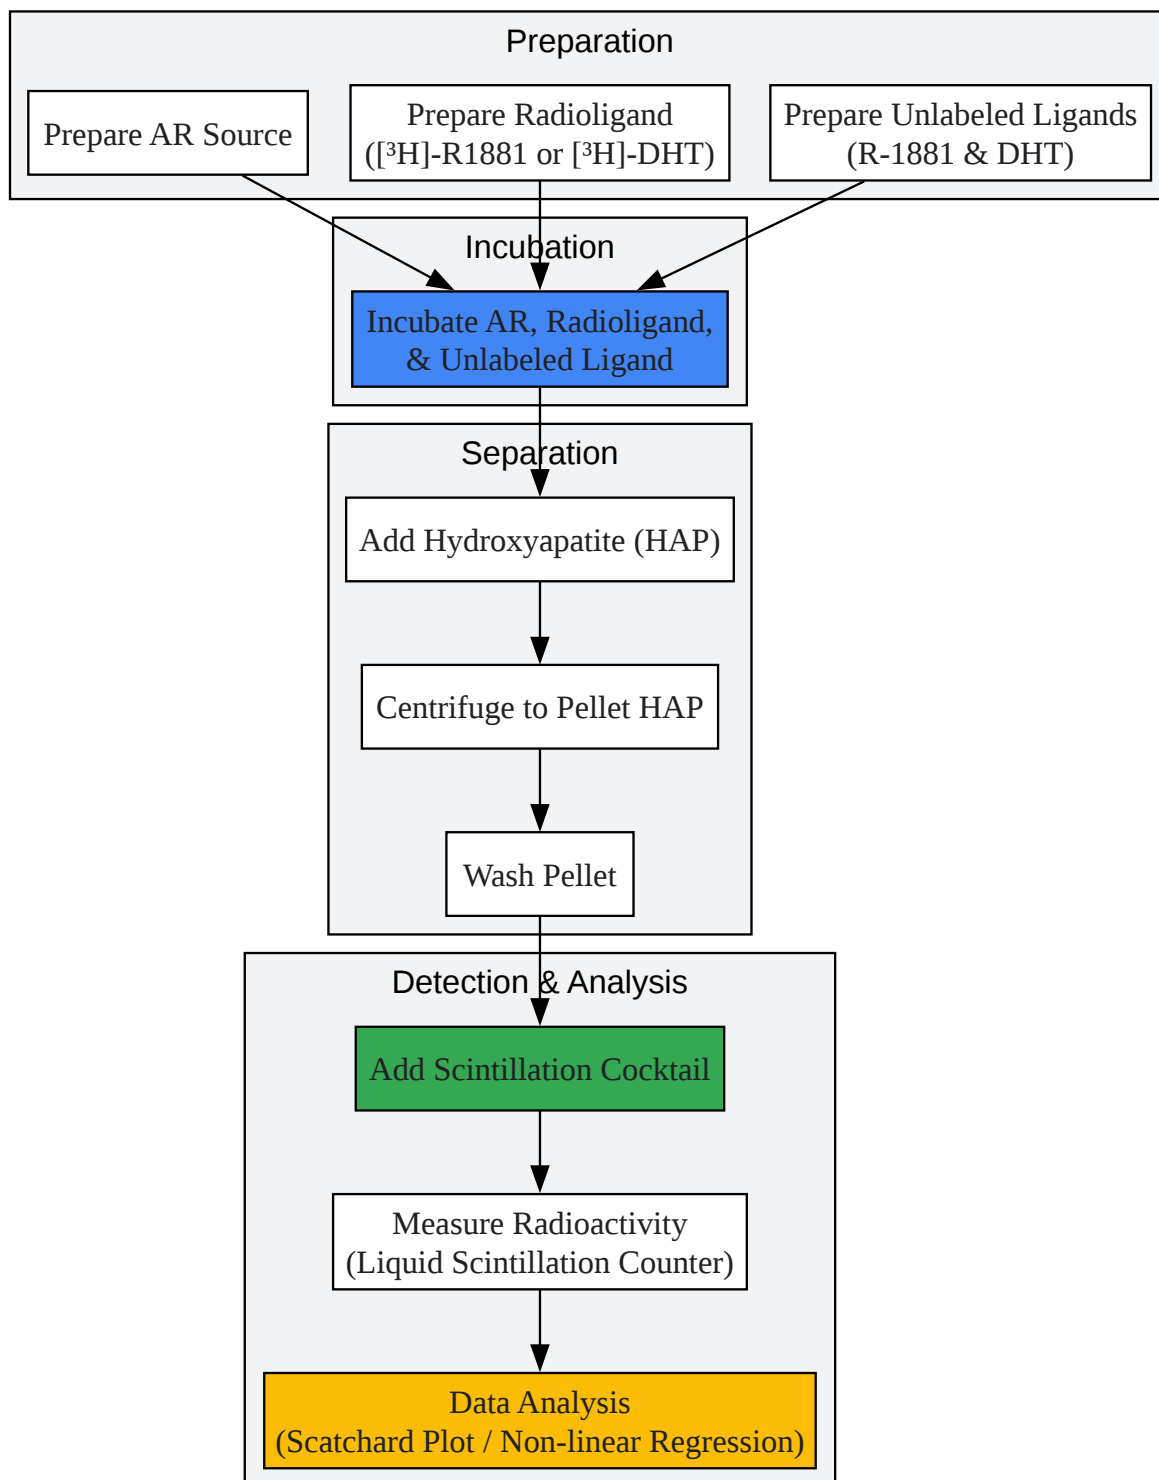 Preparation
Prepare AR Source
Prepare Radioligand
([³H]-R1881 or [³H]-DHT)
Prepare Unlabeled Ligands
(R-1881 & DHT)
Incubation
Incubate AR, Radioligand,
& Unlabeled Ligand
Separation
Add Hydroxyapatite (HAP)
Centrifuge to Pellet HAP
Wash Pellet
Detection & Analysis
Add Scintillation Cocktail
Measure Radioactivity
(Liquid Scintillation Counter)
Data Analysis
(Scatchard Plot / Non-linear Regression)